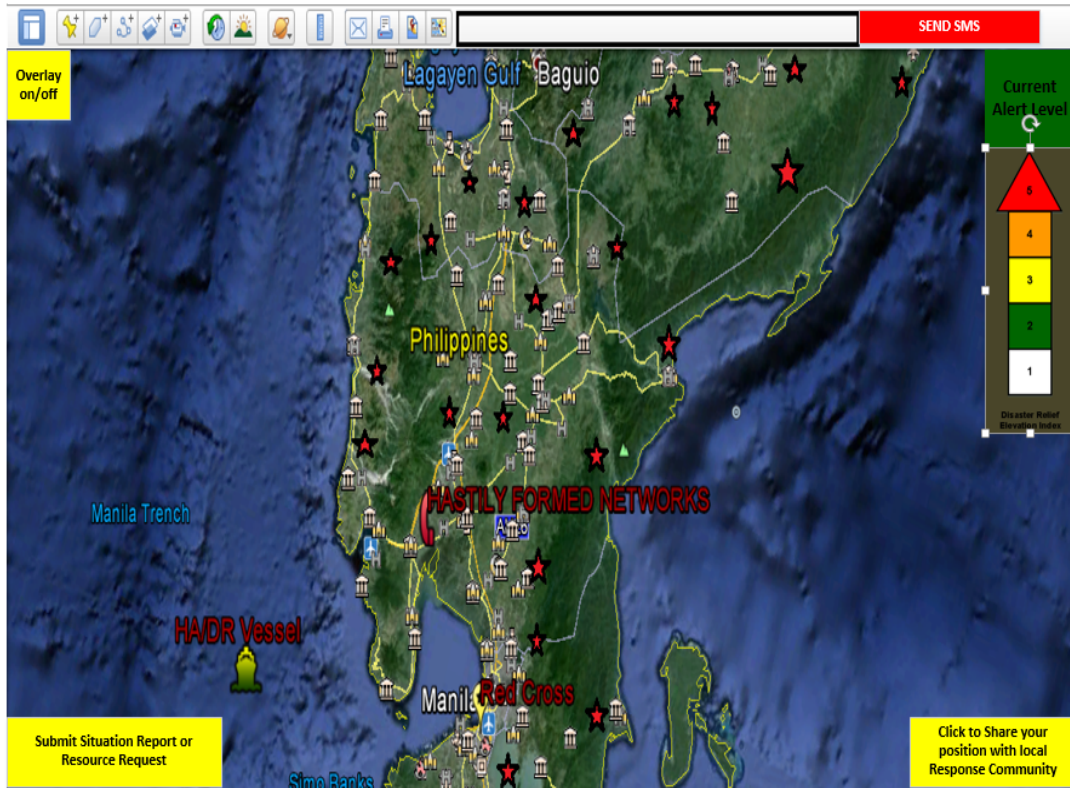 SEND SMS
Overlay
on/off
Lagayen Gulf
Baguio
Current
Alert Level
5
4
3
2
1
Disaster Relief
Elevation Index
Philippines
HASTILY FORMED NETWORKS
Manila Trench
HA/DR Vessel
Manila
Red Cross
Submit Situation Report or
Resource Request
Click to Share your
position with local
Response Community
Simo Banks